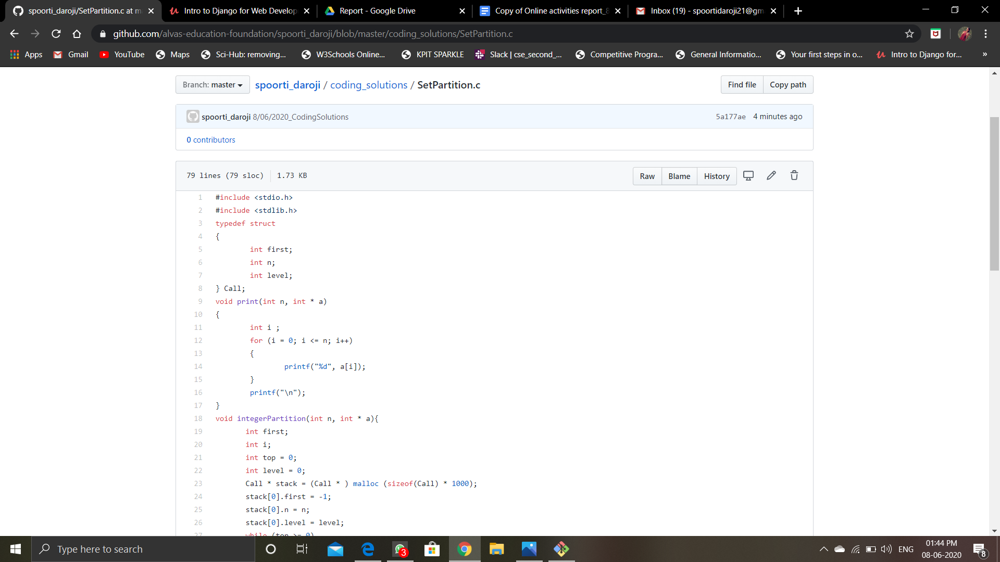 spoorti_daroji/SetPartition.c at m
Intro to Django for Web Develop
Report - Google Drive
Copy of Online activities report_8
Inbox (19) - spoortidaroji21@gm
github.com/alvas-education-foundation/spoorti_daroji/blob/master/coding_solutions/SetPartition.c
Apps Gmail YouTube Maps Sci-Hub: removing... W3Schools Online... KPIT SPARKLE Slack | cse_second_... Competitive Progra... General Informatio... Your first steps in o... Intro to Django for... »
Branch: master spoorti_daroji / coding_solutions / SetPartition.c Find file Copy path
spoorti_daroji 8/06/2020_CodingSolutions 5a177ae 4 minutes ago
0 contributors
79 lines (79 sloc) 1.73 KB Raw Blame History
1 #include <stdio.h>
2 #include <stdlib.h>
3 typedef struct
4 {
5 int first;
6 int n;
7 int level;
8 } Call;
9 void print(int n, int * a)
10 {
11 int i ;
12 for (i = 0; i <= n; i++)
13 {
14 printf("%d", a[i]);
15 }
16 printf("\n");
17 }
18 void integerPartition(int n, int * a){
19 int first;
20 int i;
21 int top = 0;
22 int level = 0;
23 Call * stack = (Call * ) malloc (sizeof(Call) * 1000);
24 stack[0].first = -1;
25 stack[0].n = n;
26 stack[0].level = level;
27 while (top >= 0)
Type here to search
3
ENG
01:44 PM
08-06-2020
8